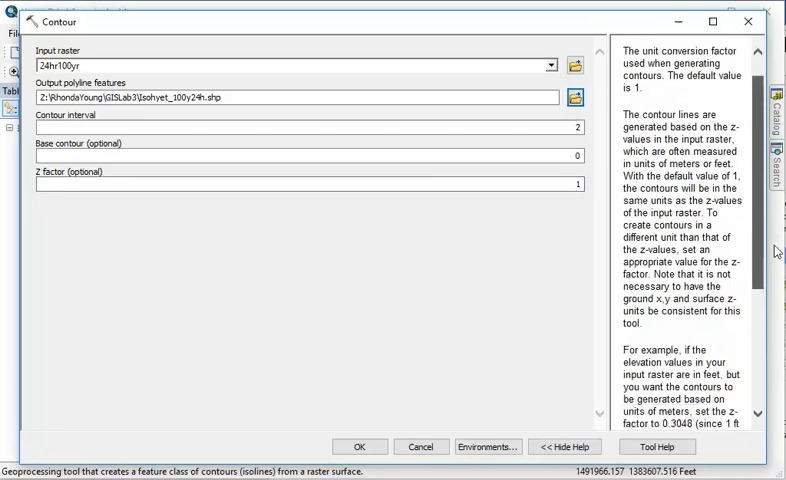 Contour
Fil
Tabl
Input raster
24hr100yr
Output polyline features
Z:\RhondaYoung\GISLab3\Isohyet_100y24h.shp
Contour interval
2
Base contour (optional)
0
Z factor (optional)
1
The unit conversion factor
used when generating
contours. The default value
is 1.
The contour lines are
generated based on the z-
values in the input raster,
which are often measured
in units of meters or feet.
With the default value of 1,
the contours will be in the
same units as the z-values
of the input raster. To
create contours in a
different unit than that of
the z-values, set an
appropriate value for the z-
factor. Note that it is not
necessary to have the
ground x,y and surface z-
units be consistent for this
tool.
For example, if the
elevation values in your
input raster are in feet, but
you want the contours to
be generated based on
units of meters, set the z-
factor to 0.3048 (since 1 ft
Catalog
Search
OK
Cancel
Environments...
<< Hide Help
Tool Help
Geoprocessing tool that creates a feature class of contours (isolines) from a raster surface.
1491966.157 1383607.516 Feet